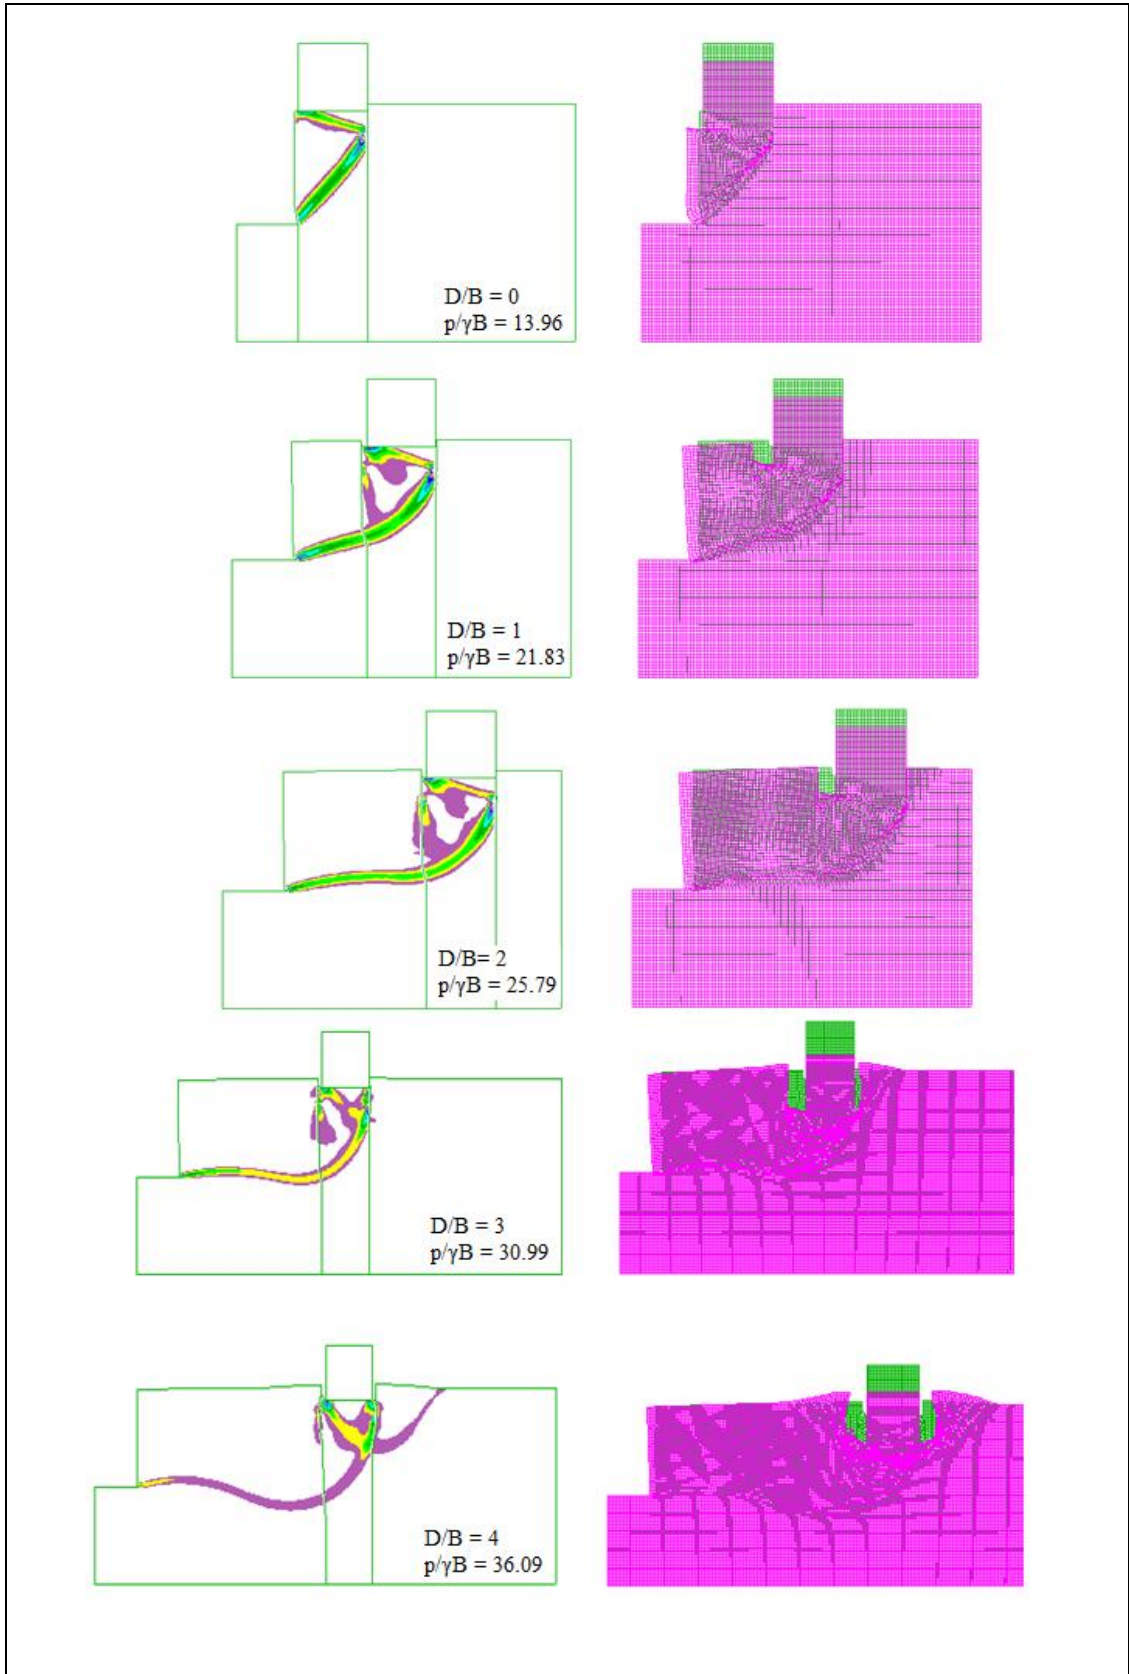 D/B = 0
p/γB = 13.96
D/B = 1
p/γB = 21.83
D/B= 2
p/γB = 25.79
D/B = 3
p/γB = 30.99
D/B = 4
p/γB = 36.09